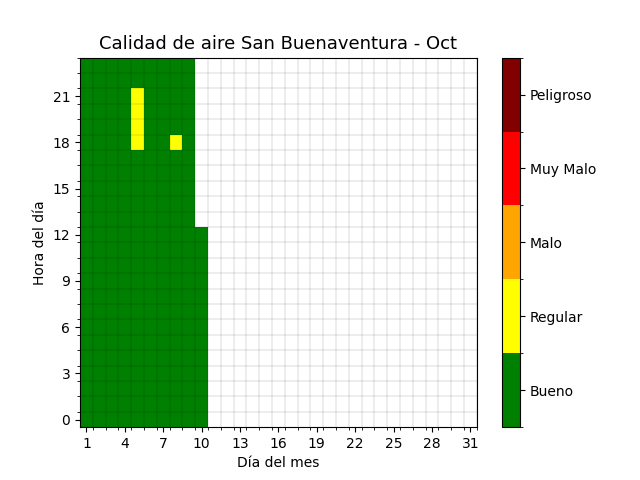 Calidad de aire San Buenaventura - Oct
Hora del día
21
18
15
12
9
6
3
0
1 4 7 10 13 16 19 22 25 28 31
Día del mes
Peligroso
Muy Malo
Malo
Regular
Bueno